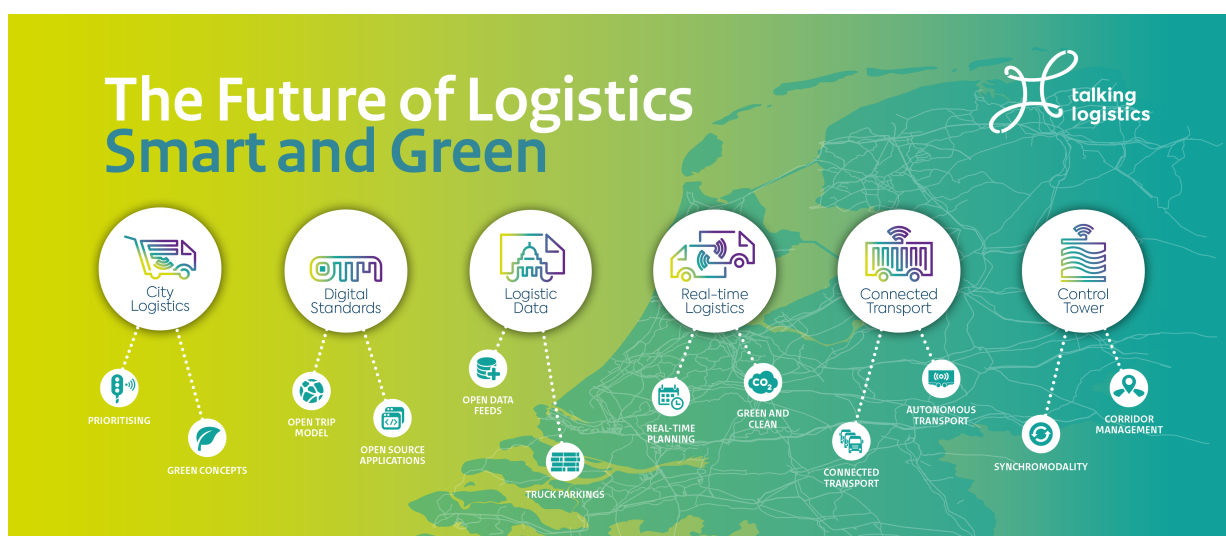 The Future of Logistics
Smart and Green
talking
logistics
City
Logistics
Digital
Standards
Logistic
Data
Real-time
Logistics
Connected
Transport
Control
Tower
PRIORITISING
GREEN CONCEPTS
OPEN TRIP
MODEL
OPEN SOURCE
APPLICATIONS
OPEN DATA
FEEDS
TRUCK PARKINGS
REAL-TIME
PLANNING
CO₂
GREEN AND
CLEAN
CONNECTED
TRANSPORT
AUTONOMOUS
TRANSPORT
SYNCHROMODALITY
CORRIDOR
MANAGEMENT